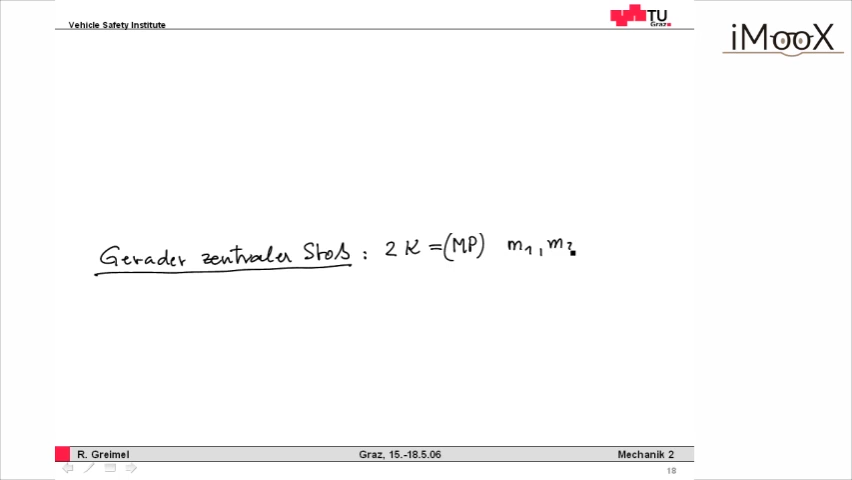 Vehicle Safety Institute
TU
Graz
iMooX
Gerader zentraler Stoß : 2 K = (MP) m₁, m₂
R. Greimel Graz, 15.-18.5.06 Mechanik 2
18